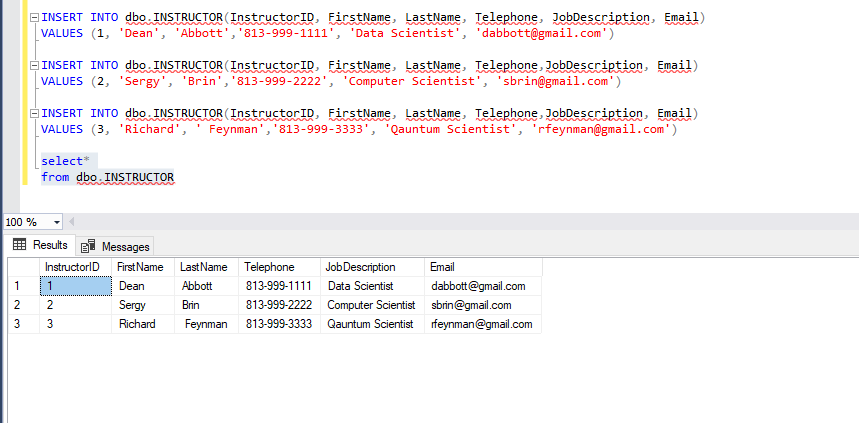 INSERT INTO dbo.INSTRUCTOR(InstructorID, FirstName, LastName, Telephone, JobDescription, Email)
VALUES (1, 'Dean', 'Abbott','813-999-1111', 'Data Scientist', 'dabbott@gmail.com')
INSERT INTO dbo.INSTRUCTOR(InstructorID, FirstName, LastName, Telephone,JobDescription, Email)
VALUES (2, 'Sergy', 'Brin','813-999-2222', 'Computer Scientist', 'sbrin@gmail.com')
INSERT INTO dbo.INSTRUCTOR(InstructorID, FirstName, LastName, Telephone,JobDescription, Email)
VALUES (3, 'Richard', ' Feynman','813-999-3333', 'Qauntum Scientist', 'rfeynman@gmail.com')
select*
from dbo.INSTRUCTOR
100 %
Results Messages
InstructorID FirstName LastName Telephone JobDescription Email
1 1 Dean Abbott 813-999-1111 Data Scientist dabbott@gmail.com
2 2 Sergy Brin 813-999-2222 Computer Scientist sbrin@gmail.com
3 3 Richard Feynman 813-999-3333 Qauntum Scientist rfeynman@gmail.com